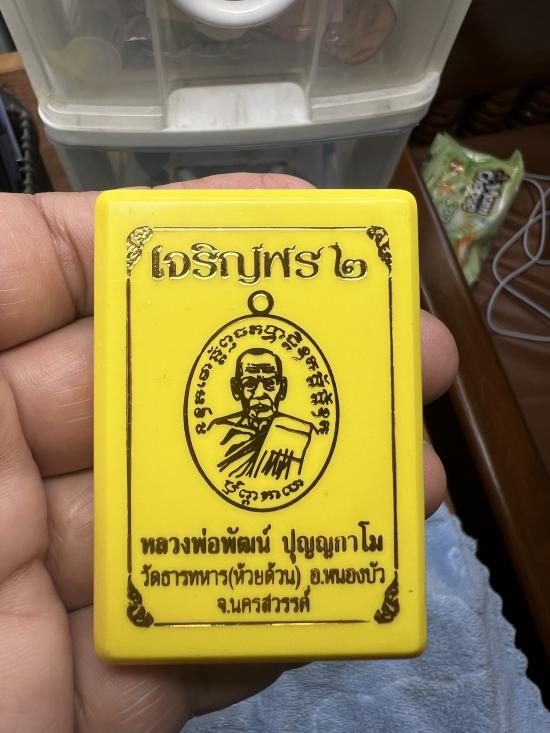 เจริญพร ๒
หลวงพ่อพัฒน์ ปุญญกาโม
วัดธารทหาร(ห้วยด้วน) อ.หนองบัว
จ.นครสวรรค์